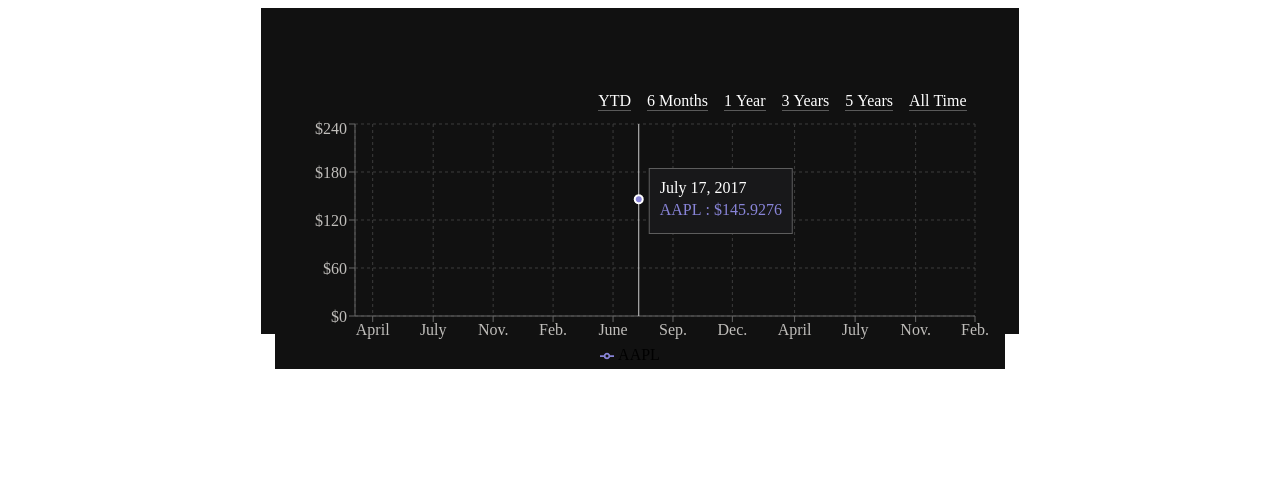 YTD 6 Months 1 Year 3 Years 5 Years All Time
$240
$180
$120
$60
$0
July 17, 2017
AAPL : $145.9276
April July Nov. Feb. June Sep. Dec. April July Nov. Feb.
AAPL